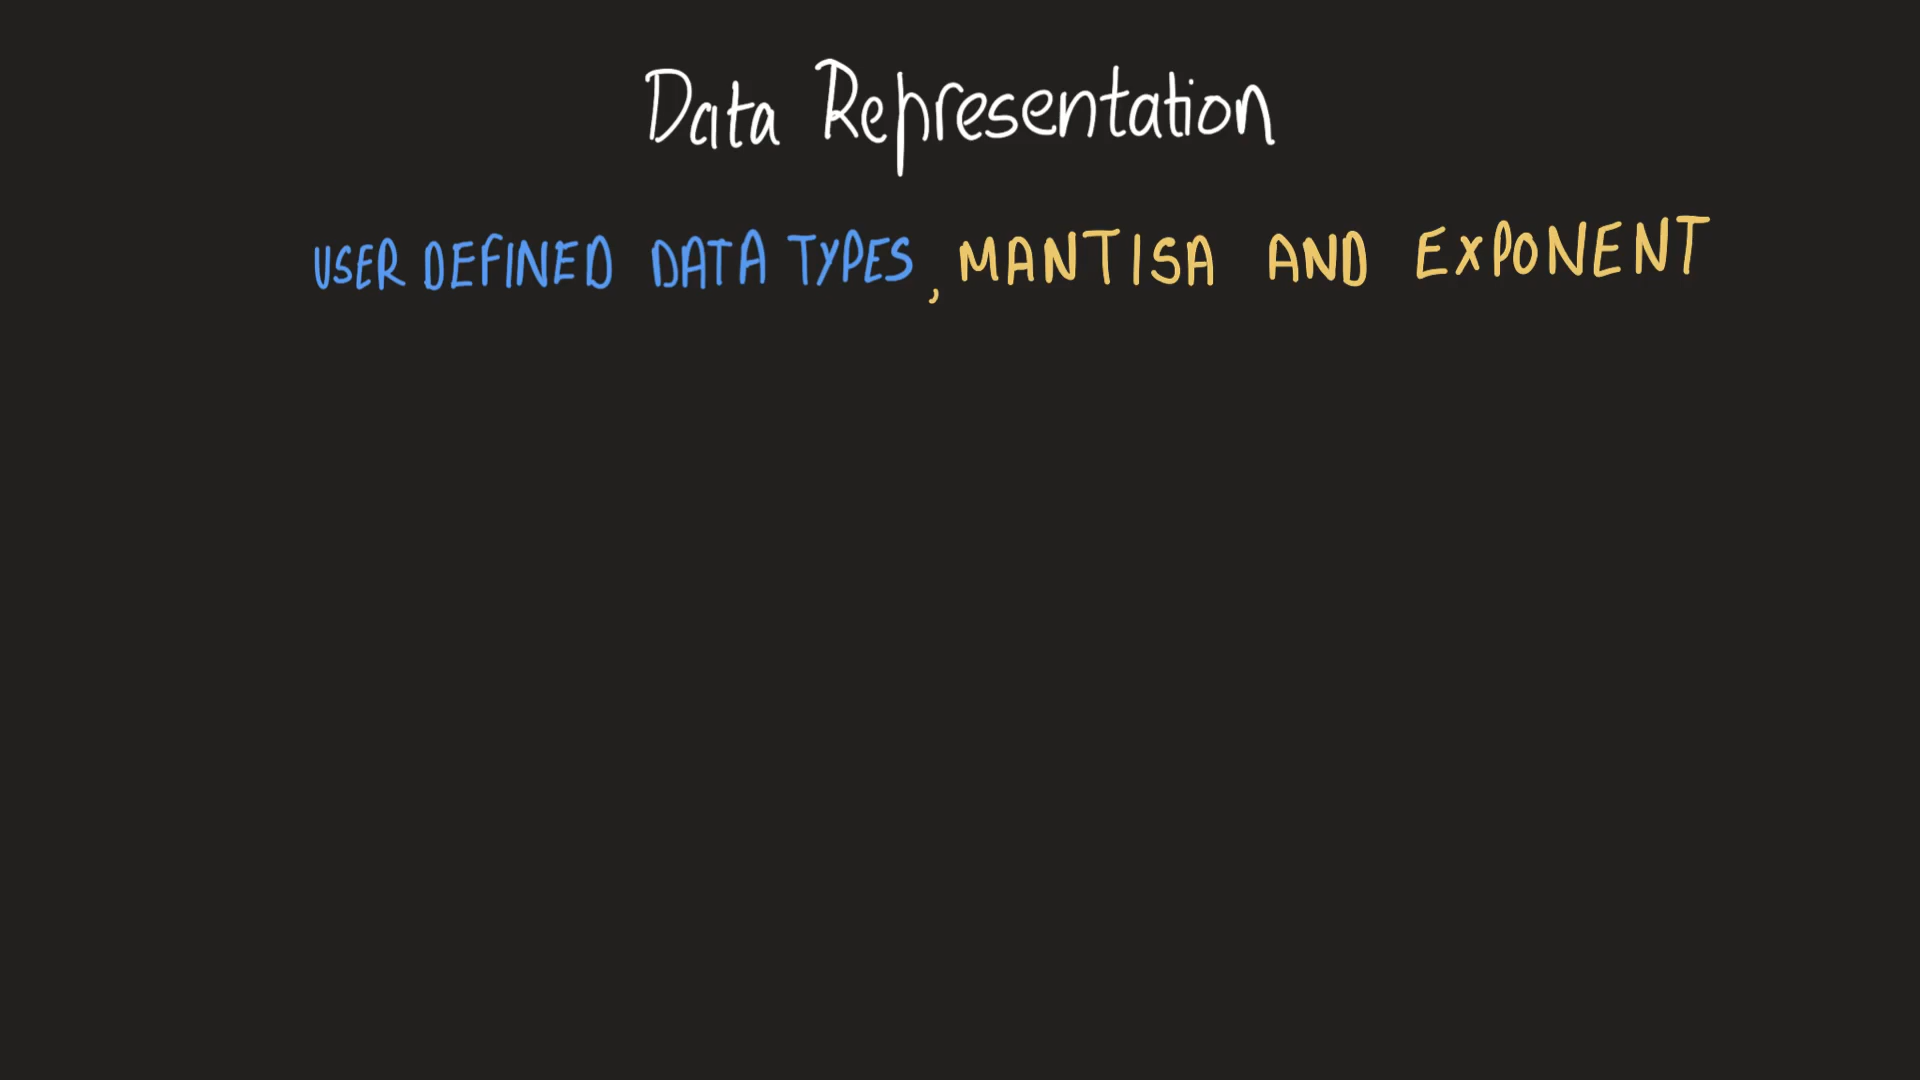 Data Representation
USER DEFINED DATA TYPES, MANTISA AND EXPONENT